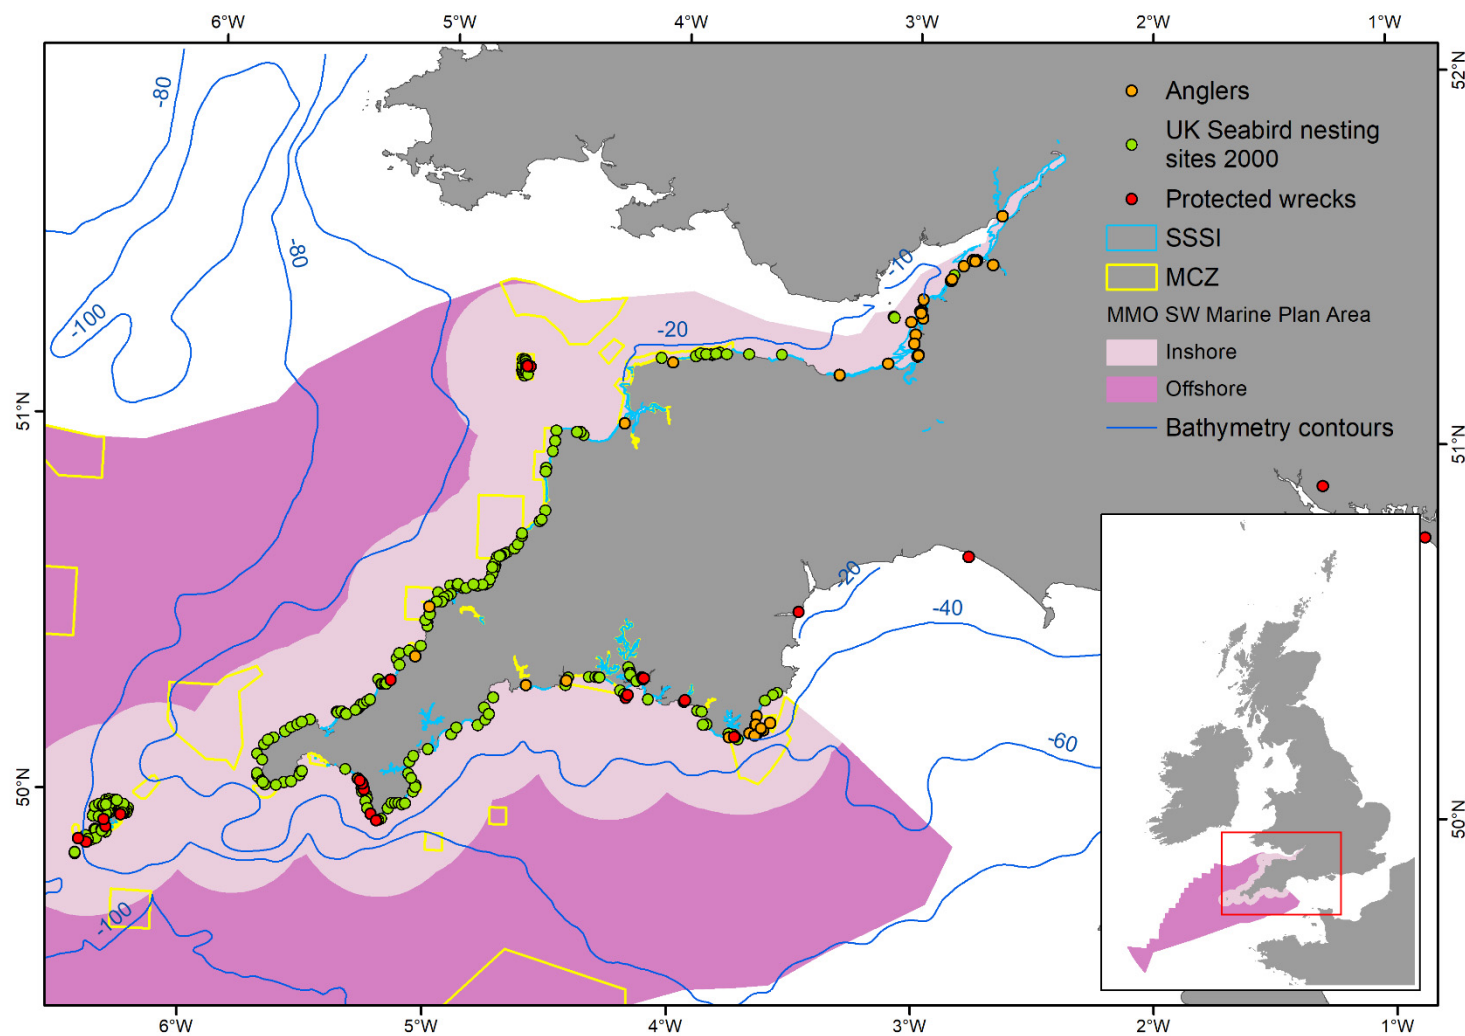 6°W 5°W 4°W 3°W 2°W 1°W
52°N
52°N
51°N
51°N
50°N
50°N
-80
-80
-100
-10
-20
-20
-40
-60
-100
Anglers
UK Seabird nesting
sites 2000
Protected wrecks
SSSI
MCZ
MMO SW Marine Plan Area
Inshore
Offshore
Bathymetry contours
6°W 5°W 4°W 3°W 2°W 1°W